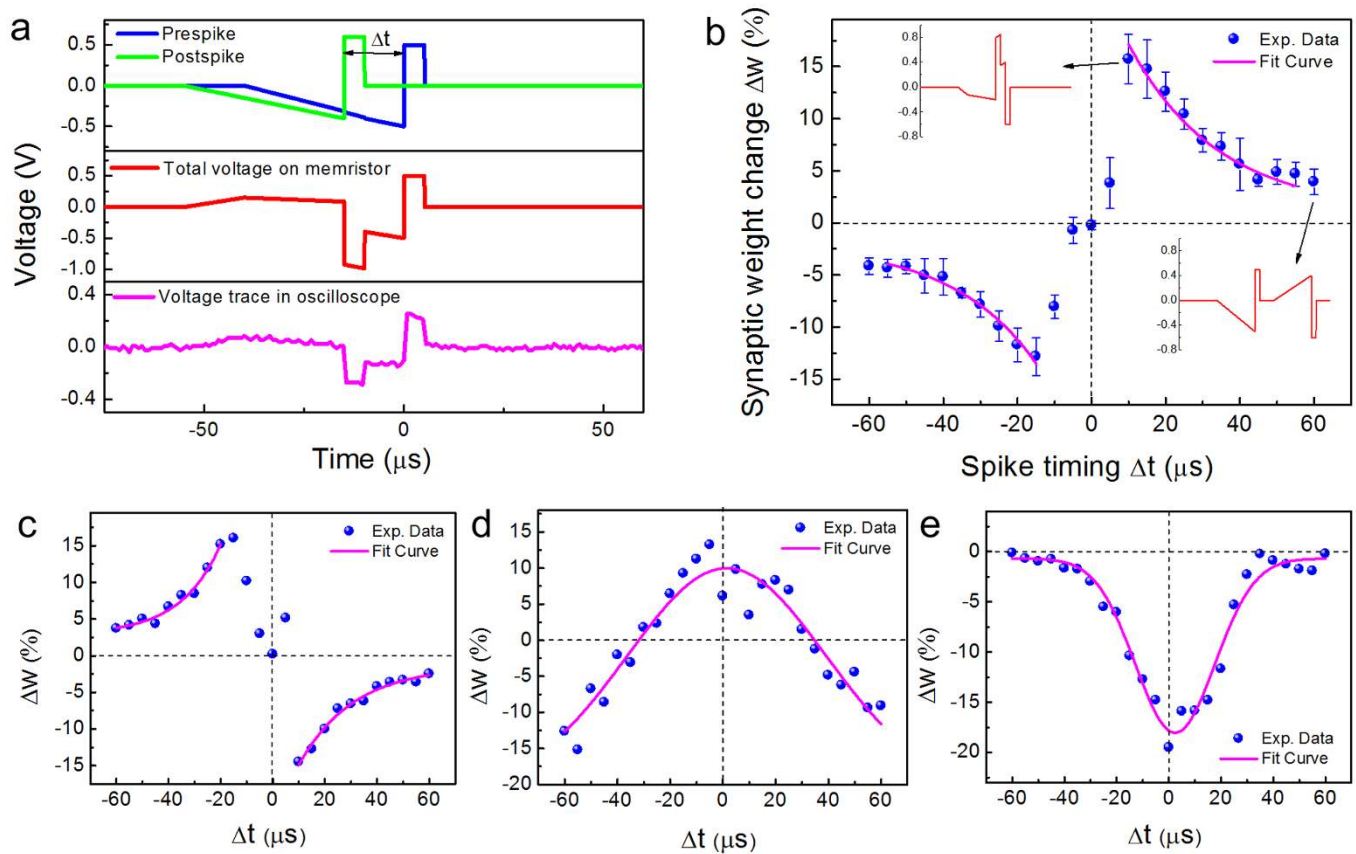 a
Prespike
Postspike
Δt
0.5
0.0
-0.5
Total voltage on memristor
0.5
0.0
-0.5
-1.0
Voltage trace in oscilloscope
0.4
0.0
-0.4
Voltage (V)
-50 0 50
Time (μs)
b
Synaptic weight change Δw (%)
Exp. Data
Fit Curve
15
10
5
0
-5
-10
-15
0.8
0.4
0.0
-0.4
-0.8
0.8
0.4
0.0
-0.4
-0.8
-60 -40 -20 0 20 40 60
Spike timing Δt (μs)
c
Exp. Data
Fit Curve
15
10
5
0
-5
-10
-15
Δw (%)
-60 -40 -20 0 20 40 60
Δt (μs)
d
Exp. Data
Fit Curve
15
10
5
0
-5
-10
-15
-20
Δw (%)
-60 -40 -20 0 20 40 60
Δt (μs)
e
0
-5
-10
-15
-20
Δw (%)
Exp. Data
Fit Curve
-60 -40 -20 0 20 40 60
Δt (μs)